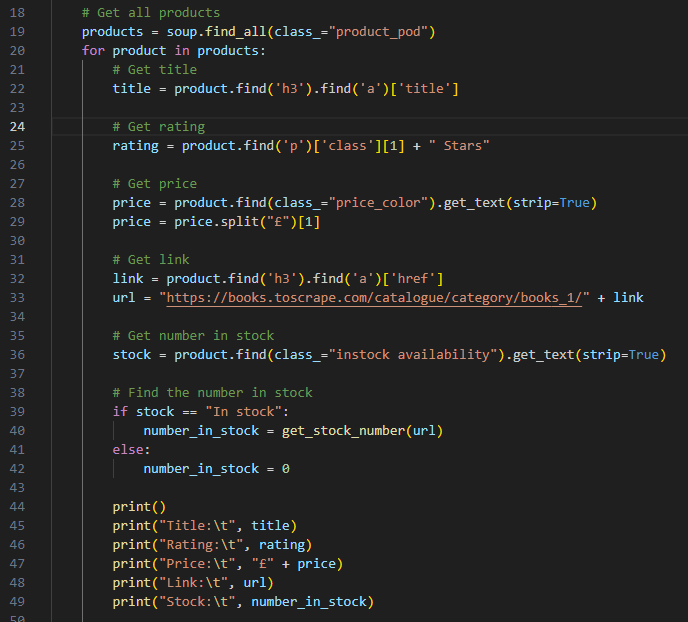 18 # Get all products
19 products = soup.find_all(class_="product_pod")
20 for product in products:
21 # Get title
22 title = product.find('h3').find('a')['title']
23
24 # Get rating
25 rating = product.find('p')['class'][1] + " Stars"
26
27 # Get price
28 price = product.find(class_="price_color").get_text(strip=True)
29 price = price.split("£")[1]
30
31 # Get link
32 link = product.find('h3').find('a')['href']
33 url = "https://books.toscrape.com/catalogue/category/books_1/" + link
34
35 # Get number in stock
36 stock = product.find(class_="instock availability").get_text(strip=True)
37
38 # Find the number in stock
39 if stock == "In stock":
40 number_in_stock = get_stock_number(url)
41 else:
42 number_in_stock = 0
43
44 print()
45 print("Title:\t", title)
46 print("Rating:\t", rating)
47 print("Price:\t", "£" + price)
48 print("Link:\t", url)
49 print("Stock:\t", number_in_stock)
50